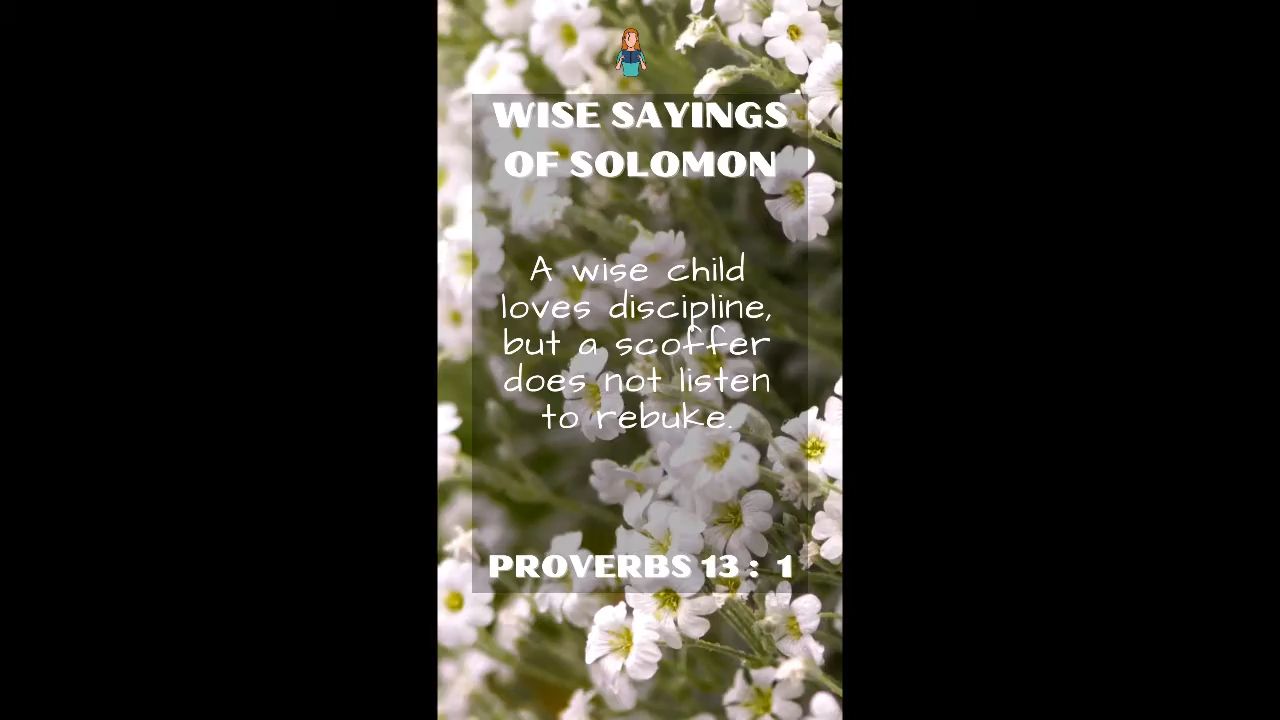 WISE SAYINGS
OF SOLOMON
A wise child
loves discipline,
but a scoffer
does not listen
to rebuke.
PROVERBS 13 : 1